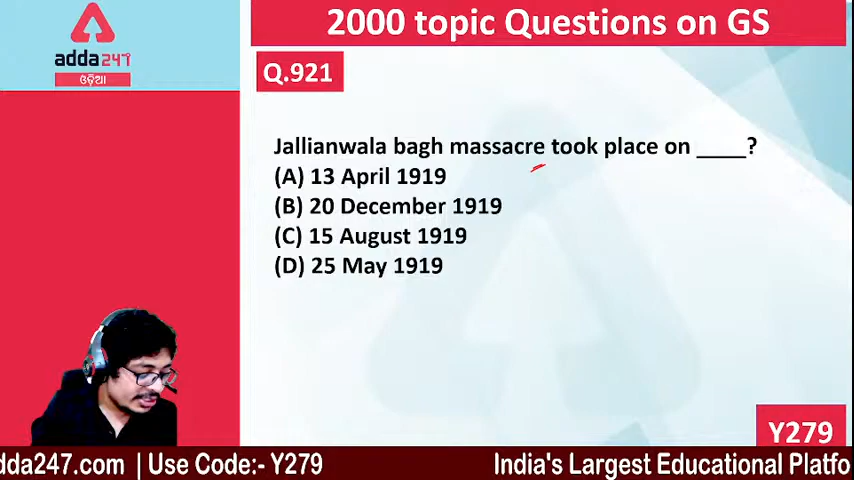 2000 topic Questions on GS
adda247
ଓଡ଼ିଆ
Q.921
Jallianwala bagh massacre took place on ____?
(A) 13 April 1919
(B) 20 December 1919
(C) 15 August 1919
(D) 25 May 1919
Y279
dda247.com | Use Code:- Y279 India's Largest Educational Platfo